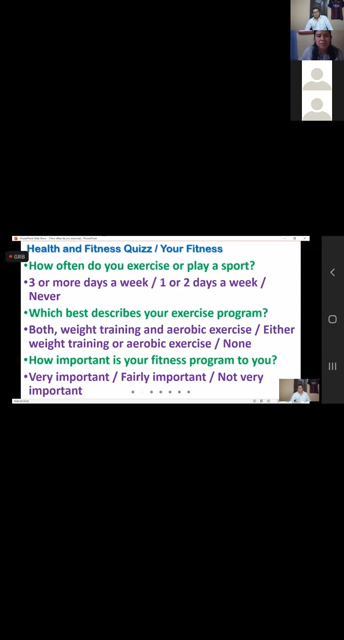 Health and Fitness Quizz / Your Fitness
GRB
•How often do you exercise or play a sport?
•3 or more days a week / 1 or 2 days a week /
Never
•Which best describes your exercise program?
•Both, weight training and aerobic exercise / Either
weight training or aerobic exercise / None
•How important is your fitness program to you?
•Very important / Fairly important / Not very
important